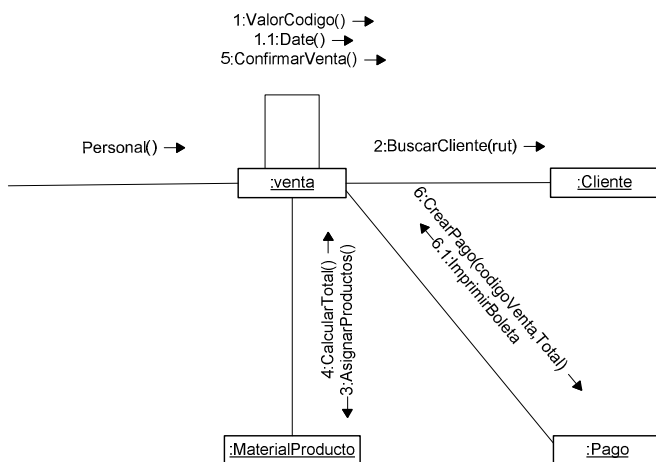 1:ValorCodigo()
1.1:Date()
5:ConfirmarVenta()
Personal()
2:BuscarCliente(rut)
:venta
:Cliente
6:CrearPago(codigoVenta,Total)
6.1:ImprimirBoleta
4:CalcularTotal()
3:AsignarProductos()
:MaterialProducto
:Pago